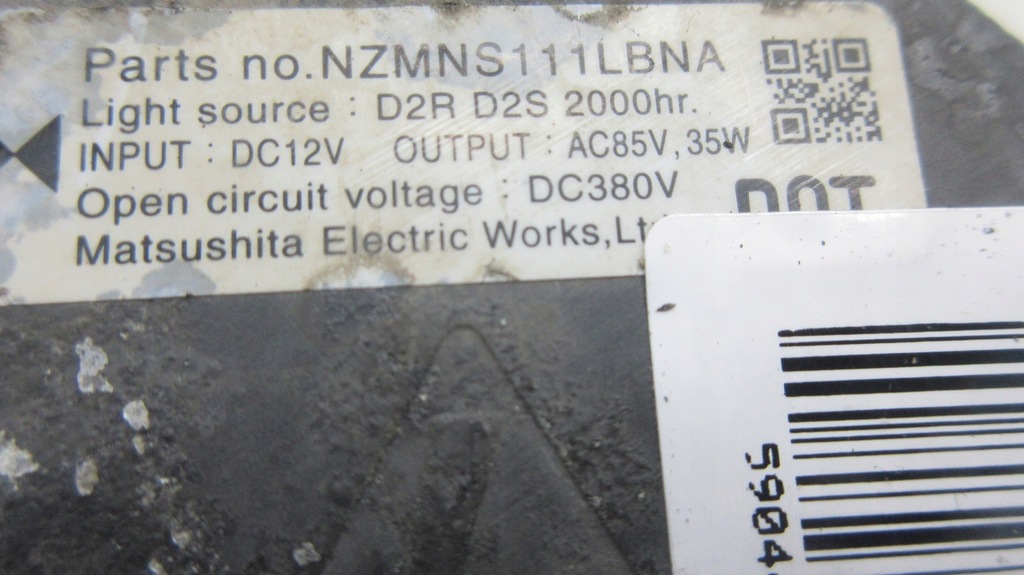 Parts no.NZMNS111LBNA
Light source : D2R D2S 2000hr.
INPUT : DC12V OUTPUT : AC85V,35W
Open circuit voltage : DC380V
DOT
Matsushita Electric Works,Lt
5904